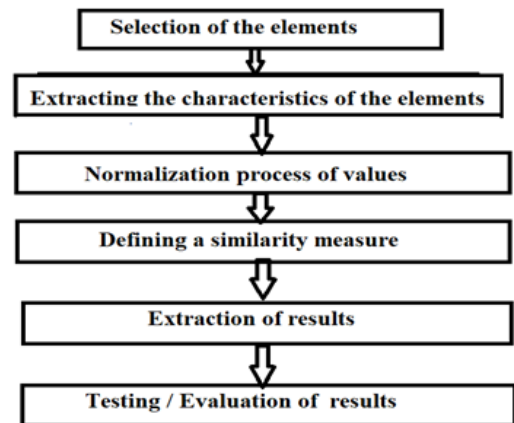 Selection of the elements
Extracting the characteristics of the elements
Normalization process of values
Defining a similarity measure
Extraction of results
Testing / Evaluation of results